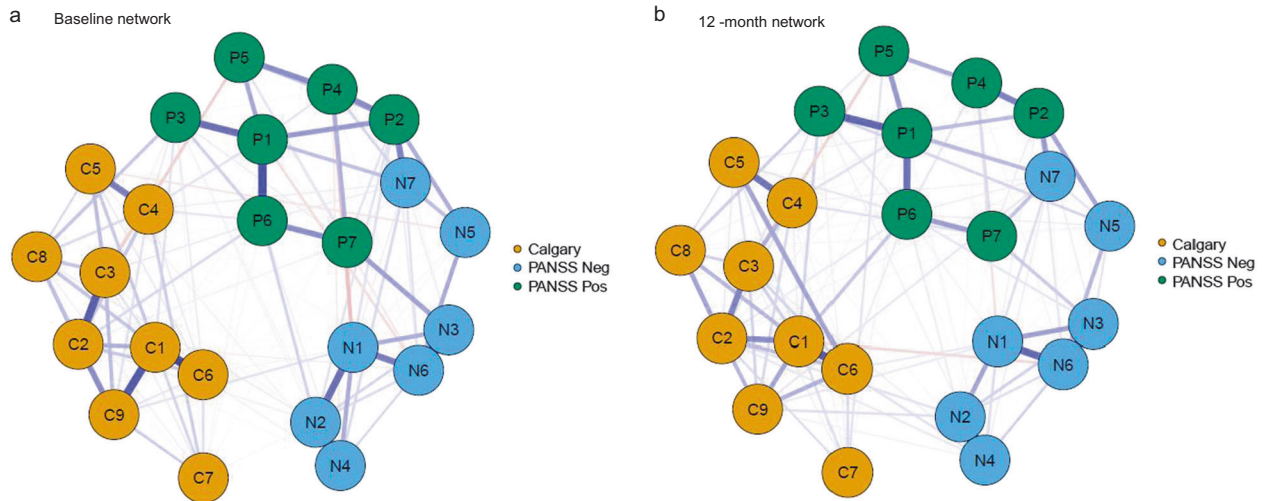 a
Baseline network
P5
P4
P3
P2
P1
C5
N7
C4
P6
N5
P7
C8
C3
N3
C2
C1
N1
C6
N6
C9
N2
N4
C7
Calgary
PANSS Neg
PANSS Pos
b
12 -month network
P5
P4
P3
P2
P1
C5
N7
C4
P6
N5
P7
C8
C3
N3
C2
C1
N1
C6
N6
C9
N2
N4
C7
Calgary
PANSS Neg
PANSS Pos